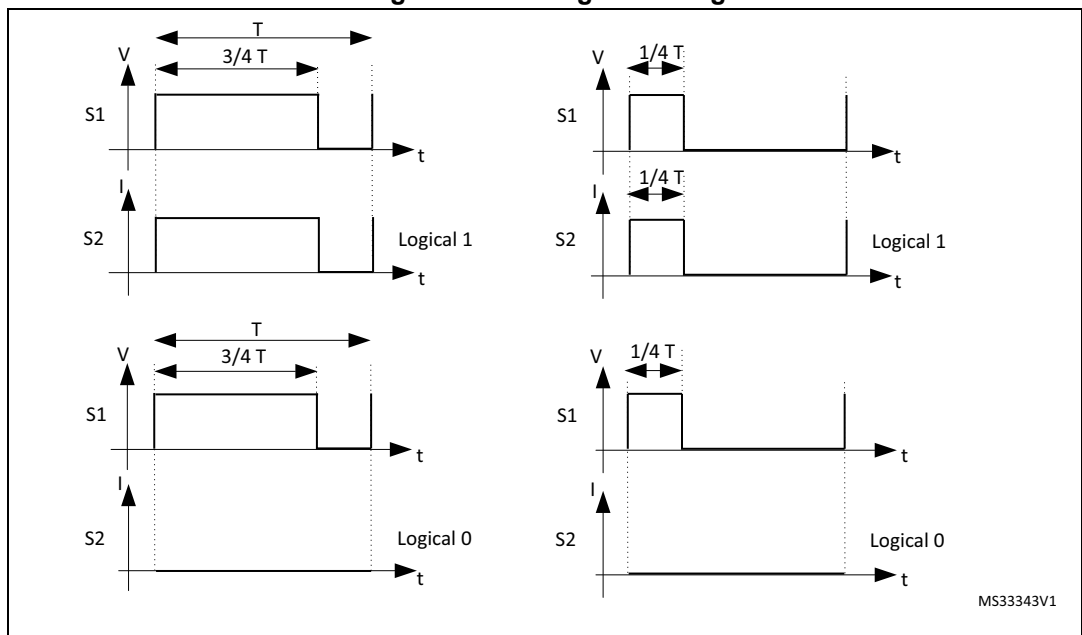 T
V
3/4 T
S1
t
I
S2
Logical 1
t
V
1/4 T
S1
t
1/4 T
I
S2
Logical 1
t
T
V
3/4 T
S1
t
I
S2
Logical 0
t
V
1/4 T
S1
t
I
S2
Logical 0
t
MS33343V1